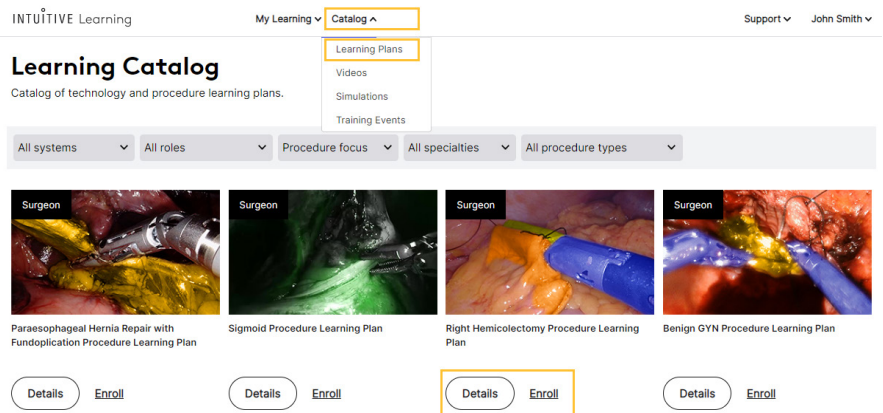 INTUITIVE Learning
My Learning
Catalog
Support
John Smith
Learning Plans
Videos
Simulations
Training Events
Learning Catalog
Catalog of technology and procedure learning plans.
All systems
All roles
Procedure focus
All specialties
All procedure types
Surgeon
Surgeon
Surgeon
Surgeon
Paraesophageal Hernia Repair with
Fundoplication Procedure Learning Plan
Sigmoid Procedure Learning Plan
Right Hemicolectomy Procedure Learning
Plan
Benign GYN Procedure Learning Plan
Details Enroll
Details Enroll
Details Enroll
Details Enroll